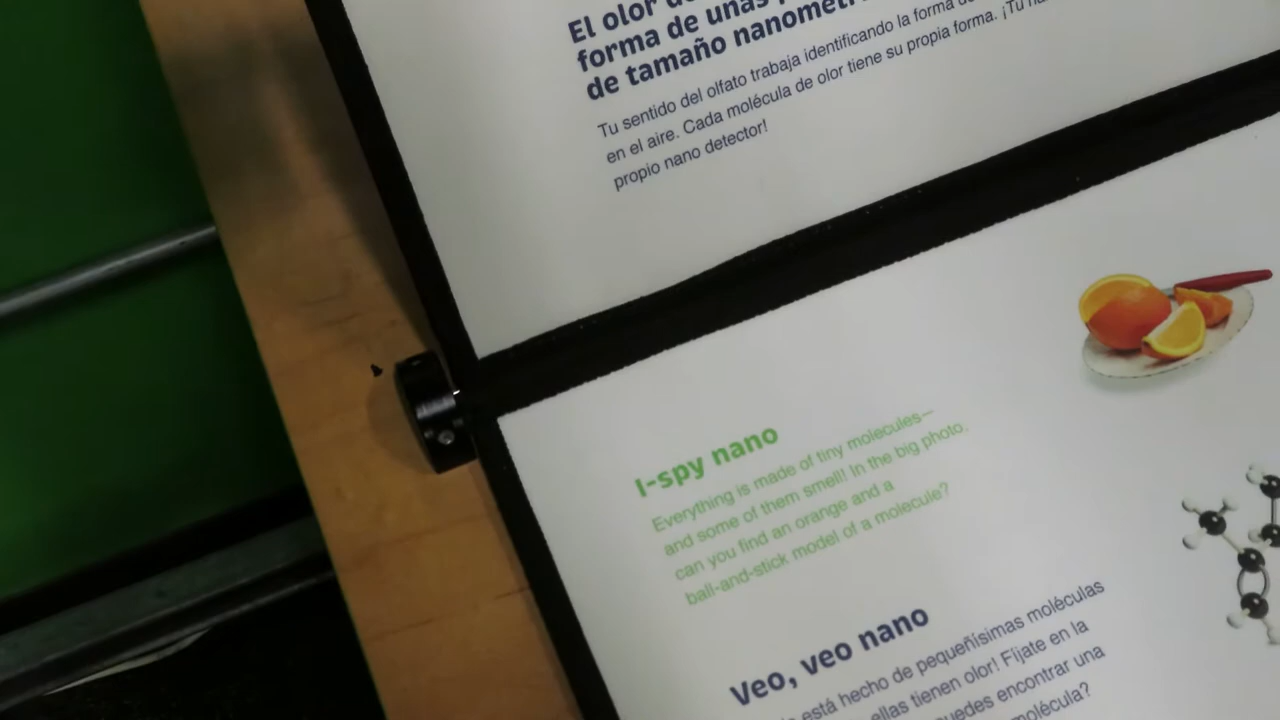 El olor
forma de unas
de tamaño
Tu sentido del olfato trabaja identificando la forma
en el aire. Cada molécula de olor tiene su propia forma. ¡Tu
propio nano detector!
I-spy nano
Everything is made of tiny molecules—
and some of them smell! In the big photo,
can you find an orange and a
ball-and-stick model of a molecule?
Veo, veo nano
está hecho de pequeñísimas moléculas
ellas tienen olor! Fíjate en la
encontrar una
molécula?